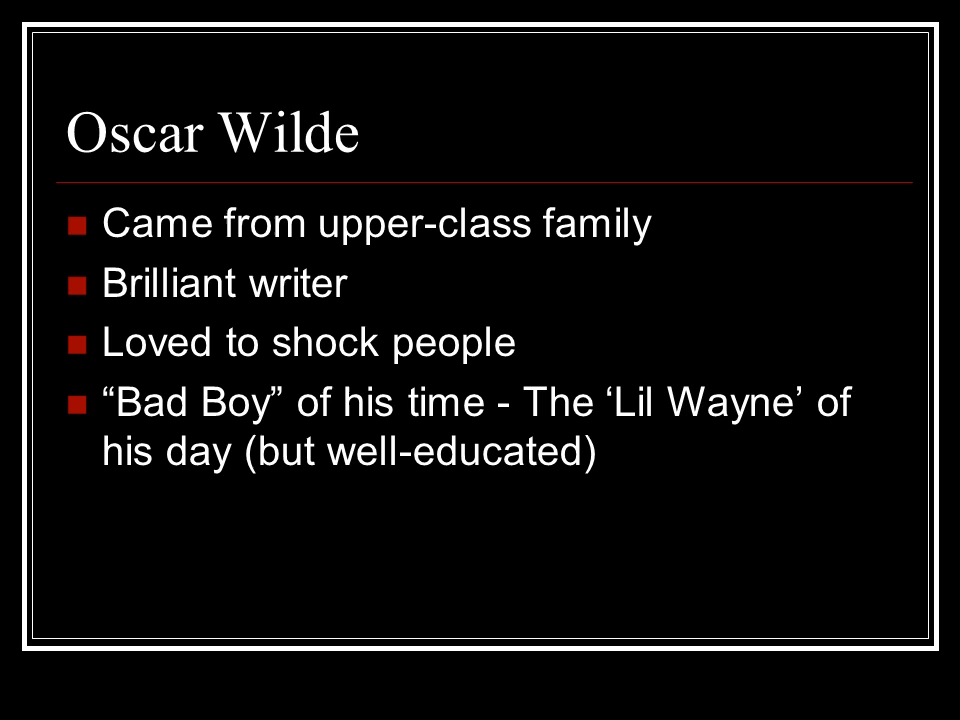 Oscar Wilde
Came from upper-class family
Brilliant writer
Loved to shock people
“Bad Boy” of his time - The ‘Lil Wayne’ of
his day (but well-educated)